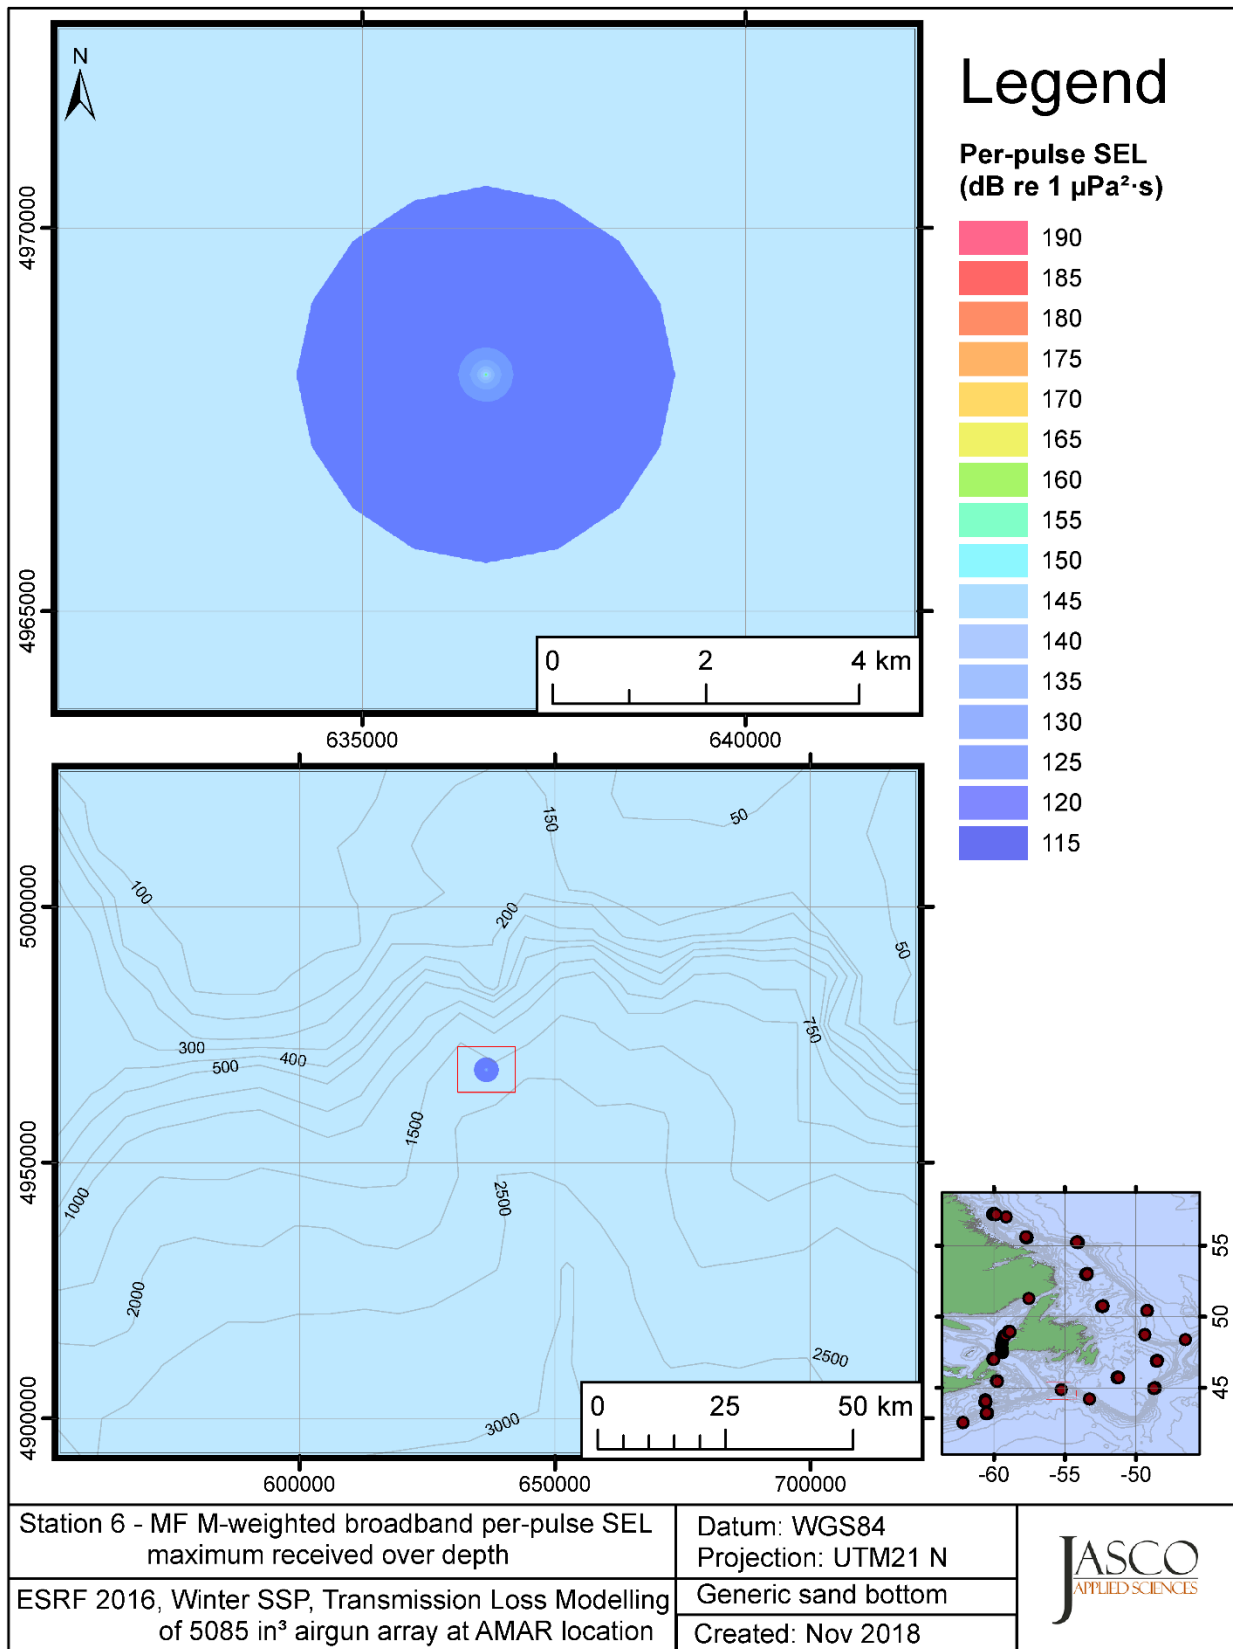 N
4970000
4965000
0 2 4 km
635000 640000
Legend
Per-pulse SEL
(dB re 1 µPa²·s)
190
185
180
175
170
165
160
155
150
145
140
135
130
125
120
115
150
50
100
200
50
5000000
300
500
400
750
1500
4950000
1000
2500
2000
2500
3000
4900000
0 25 50 km
600000 650000 700000
55
50
45
-60 -55 -50
Station 6 - MF M-weighted broadband per-pulse SEL
maximum received over depth
ESRF 2016, Winter SSP, Transmission Loss Modelling
of 5085 in³ airgun array at AMAR location
Datum: WGS84
Projection: UTM21 N
Generic sand bottom
Created: Nov 2018
JASCO
APPLIED SCIENCES